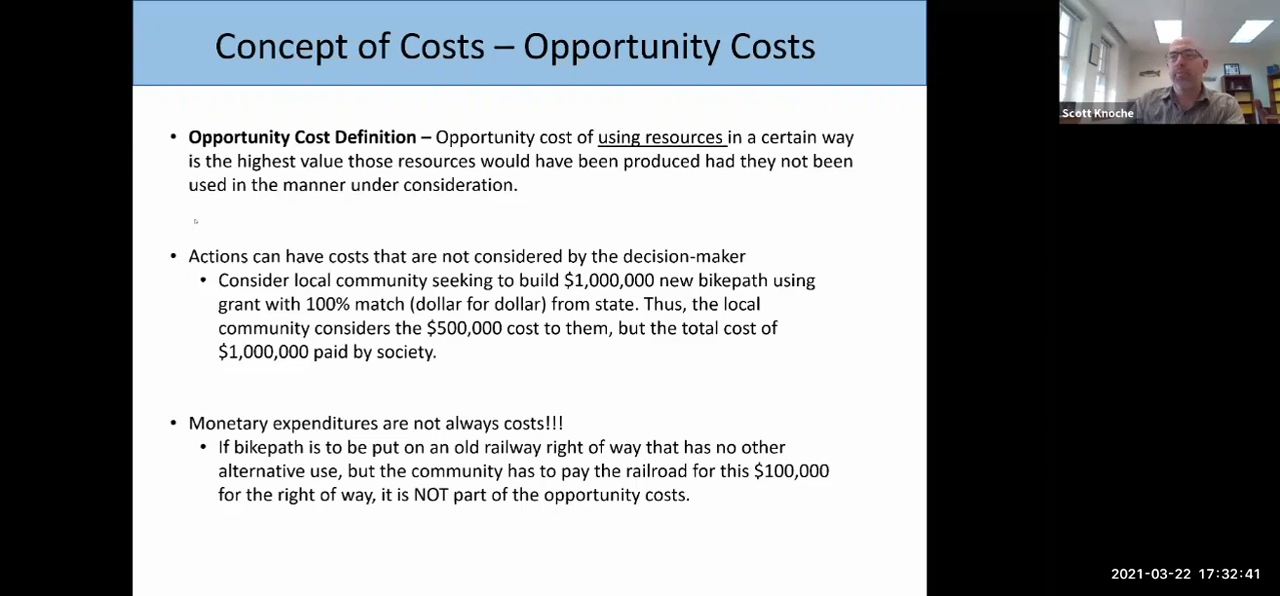 Concept of Costs – Opportunity Costs
• Opportunity Cost Definition – Opportunity cost of using resources in a certain way
is the highest value those resources would have been produced had they not been
used in the manner under consideration.
• Actions can have costs that are not considered by the decision-maker
• Consider local community seeking to build $1,000,000 new bikepath using
grant with 100% match (dollar for dollar) from state. Thus, the local
community considers the $500,000 cost to them, but the total cost of
$1,000,000 paid by society.
• Monetary expenditures are not always costs!!!
• If bikepath is to be put on an old railway right of way that has no other
alternative use, but the community has to pay the railroad for this $100,000
for the right of way, it is NOT part of the opportunity costs.
Scott Knoche
2021-03-22 17:32:41